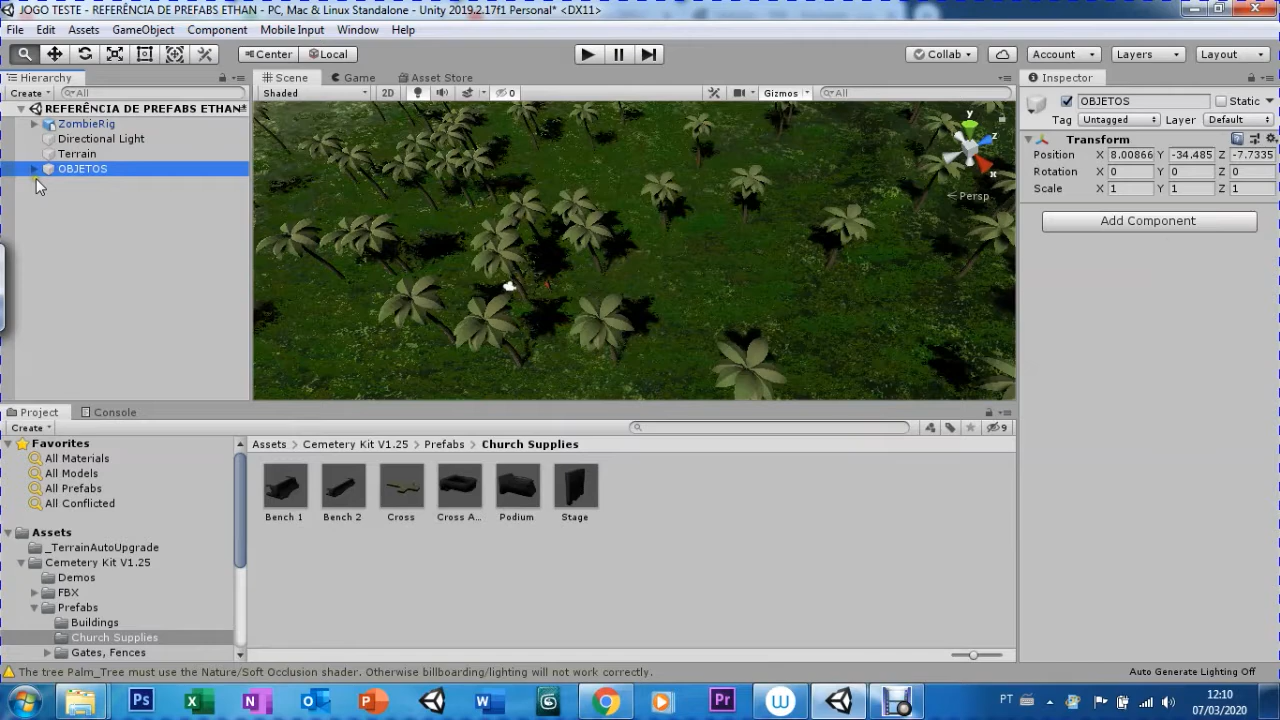 JOGO TESTE - REFERÊNCIA DE PREFABS ETHAN - PC, Mac & Linux Standalone - Unity 2019.2.17f1 Personal* <DX11>
File Edit Assets GameObject Component Mobile Input Window Help
Center Local Collab Account Layers Layout
Hierarchy Scene Game Asset Store Inspector
Create All Shaded 2D 0 Gizmos All OBJETOS Static
REFERÊNCIA DE PREFABS ETHAN*
Tag Untagged Layer Default
ZombieRig
Directional Light
Terrain
OBJETOS
y
z
x
Persp
Transform
Position X 8.00866 Y -34.485 Z -7.7335
Rotation X 0 Y 0 Z 0
Scale X 1 Y 1 Z 1
Add Component
Project Console
Create 9
Favorites
All Materials
All Models
All Prefabs
All Conflicted
Assets
_TerrainAutoUpgrade
Cemetery Kit V1.25
Demos
FBX
Prefabs
Buildings
Church Supplies
Gates, Fences
Assets > Cemetery Kit V1.25 > Prefabs > Church Supplies
Bench 1 Bench 2 Cross Cross A... Podium Stage
The tree Palm_Tree must use the Nature/Soft Occlusion shader. Otherwise billboarding/lighting will not work correctly.
Auto Generate Lighting Off
PT
12:10
07/03/2020